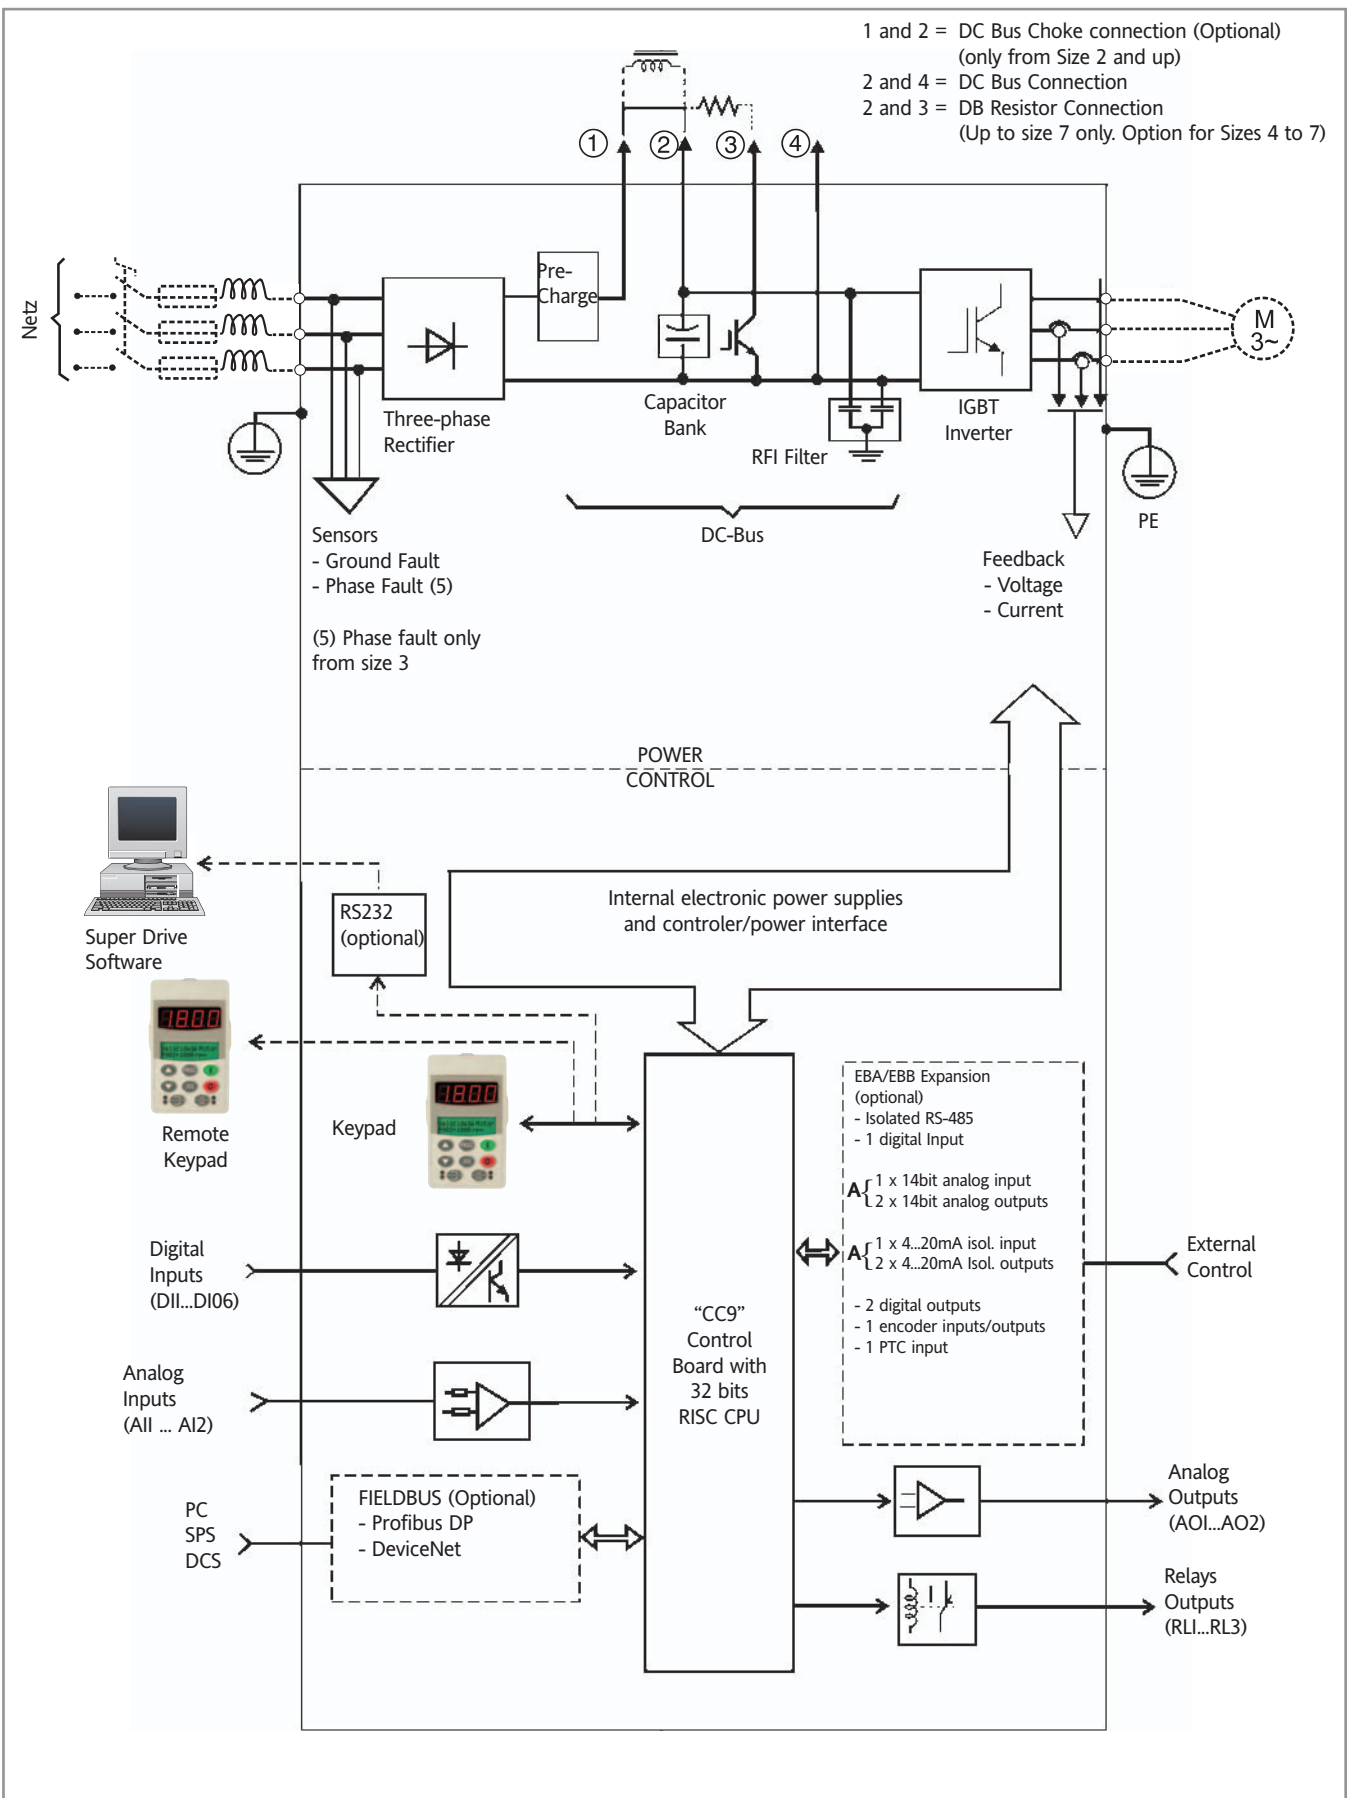 1 and 2 = DC Bus Choke connection (Optional)
(only from Size 2 and up)
2 and 4 = DC Bus Connection
2 and 3 = DB Resistor Connection
(Up to size 7 only. Option for Sizes 4 to 7)
1
2
3
4
Netz
Pre-
Charge
M
3~
Three-phase
Rectifier
Capacitor
Bank
IGBT
Inverter
RFI Filter
PE
DC-Bus
Sensors
- Ground Fault
- Phase Fault (5)
(5) Phase fault only
from size 3
Feedback
- Voltage
- Current
POWER
CONTROL
Super Drive
Software
RS232
(optional)
Internal electronic power supplies
and controler/power interface
1800
Remote
Keypad
Keypad
1800
EBA/EBB Expansion
(optional)
- Isolated RS-485
- 1 digital Input
A{ 1 x 14bit analog input
2 x 14bit analog outputs
A{ 1 x 4...20mA isol. input
2 x 4...20mA Isol. outputs
- 2 digital outputs
- 1 encoder inputs/outputs
- 1 PTC input
External
Control
Digital
Inputs
(DII...DI06)
"CC9"
Control
Board with
32 bits
RISC CPU
Analog
Inputs
(AII ... AI2)
PC
SPS
DCS
FIELDBUS (Optional)
- Profibus DP
- DeviceNet
Analog
Outputs
(AOI...AO2)
Relays
Outputs
(RLI...RL3)